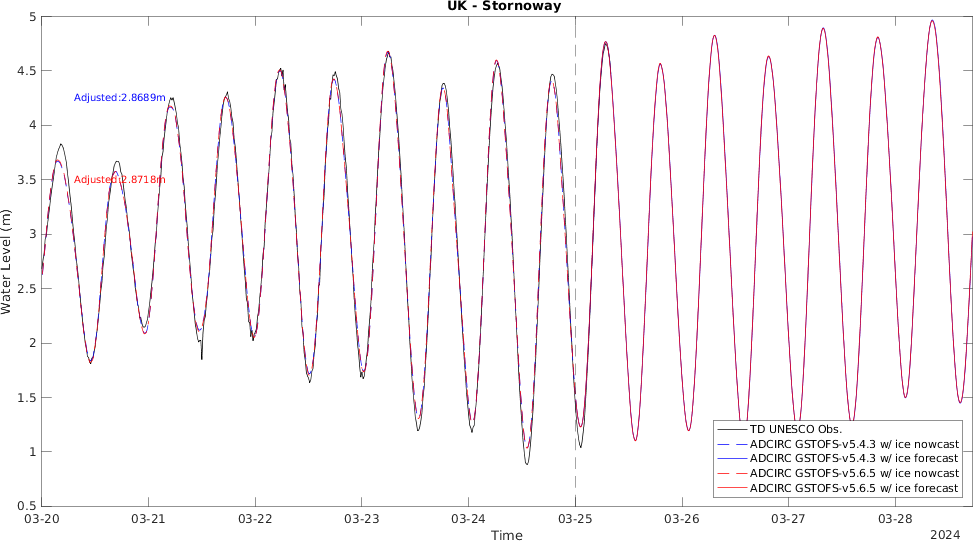 UK - Stornoway
5
4.5
4
3.5
3
2.5
2
1.5
1
0.5
Water Level (m)
Adjusted:2.8689m
Adjusted:2.8718m
TD UNESCO Obs.
ADCIRC GSTOFS-v5.4.3 w/ ice nowcast
ADCIRC GSTOFS-v5.4.3 w/ ice forecast
ADCIRC GSTOFS-v5.6.5 w/ ice nowcast
ADCIRC GSTOFS-v5.6.5 w/ ice forecast
03-20 03-21 03-22 03-23 03-24 03-25 03-26 03-27 03-28
Time
2024